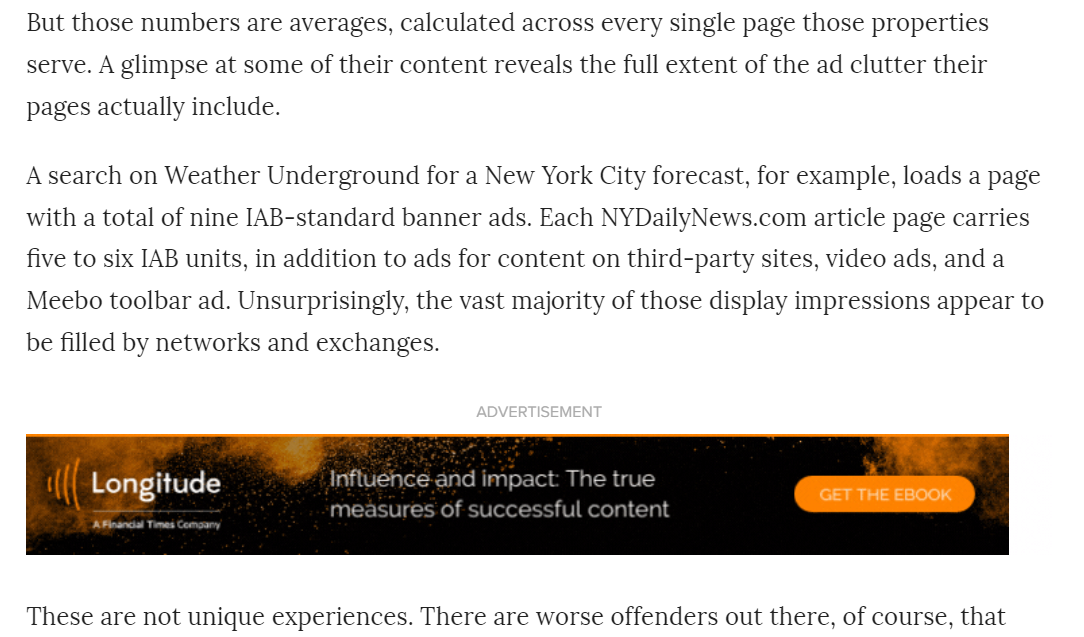 But those numbers are averages, calculated across every single page those properties
serve. A glimpse at some of their content reveals the full extent of the ad clutter their
pages actually include.
A search on Weather Underground for a New York City forecast, for example, loads a page
with a total of nine IAB-standard banner ads. Each NYDailyNews.com article page carries
five to six IAB units, in addition to ads for content on third-party sites, video ads, and a
Meebo toolbar ad. Unsurprisingly, the vast majority of those display impressions appear to
be filled by networks and exchanges.
ADVERTISEMENT
Longitude
A Financial Times Company
Influence and impact: The true
measures of successful content
GET THE EBOOK
These are not unique experiences. There are worse offenders out there, of course, that